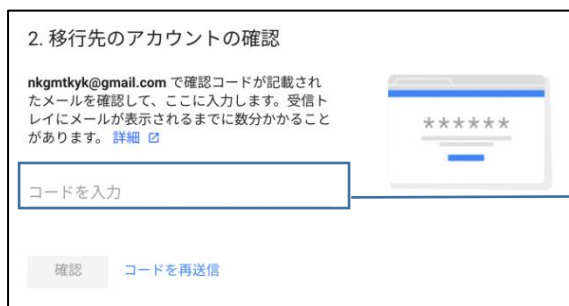 2. 移行先のアカウントの確認
nkgmtkyk@gmail.com で確認コードが記載され
たメールを確認して、ここに入力します。受信ト
レイにメールが表示されるまでに数分かかること
があります。 詳細
******
コードを入力
確認 コードを再送信